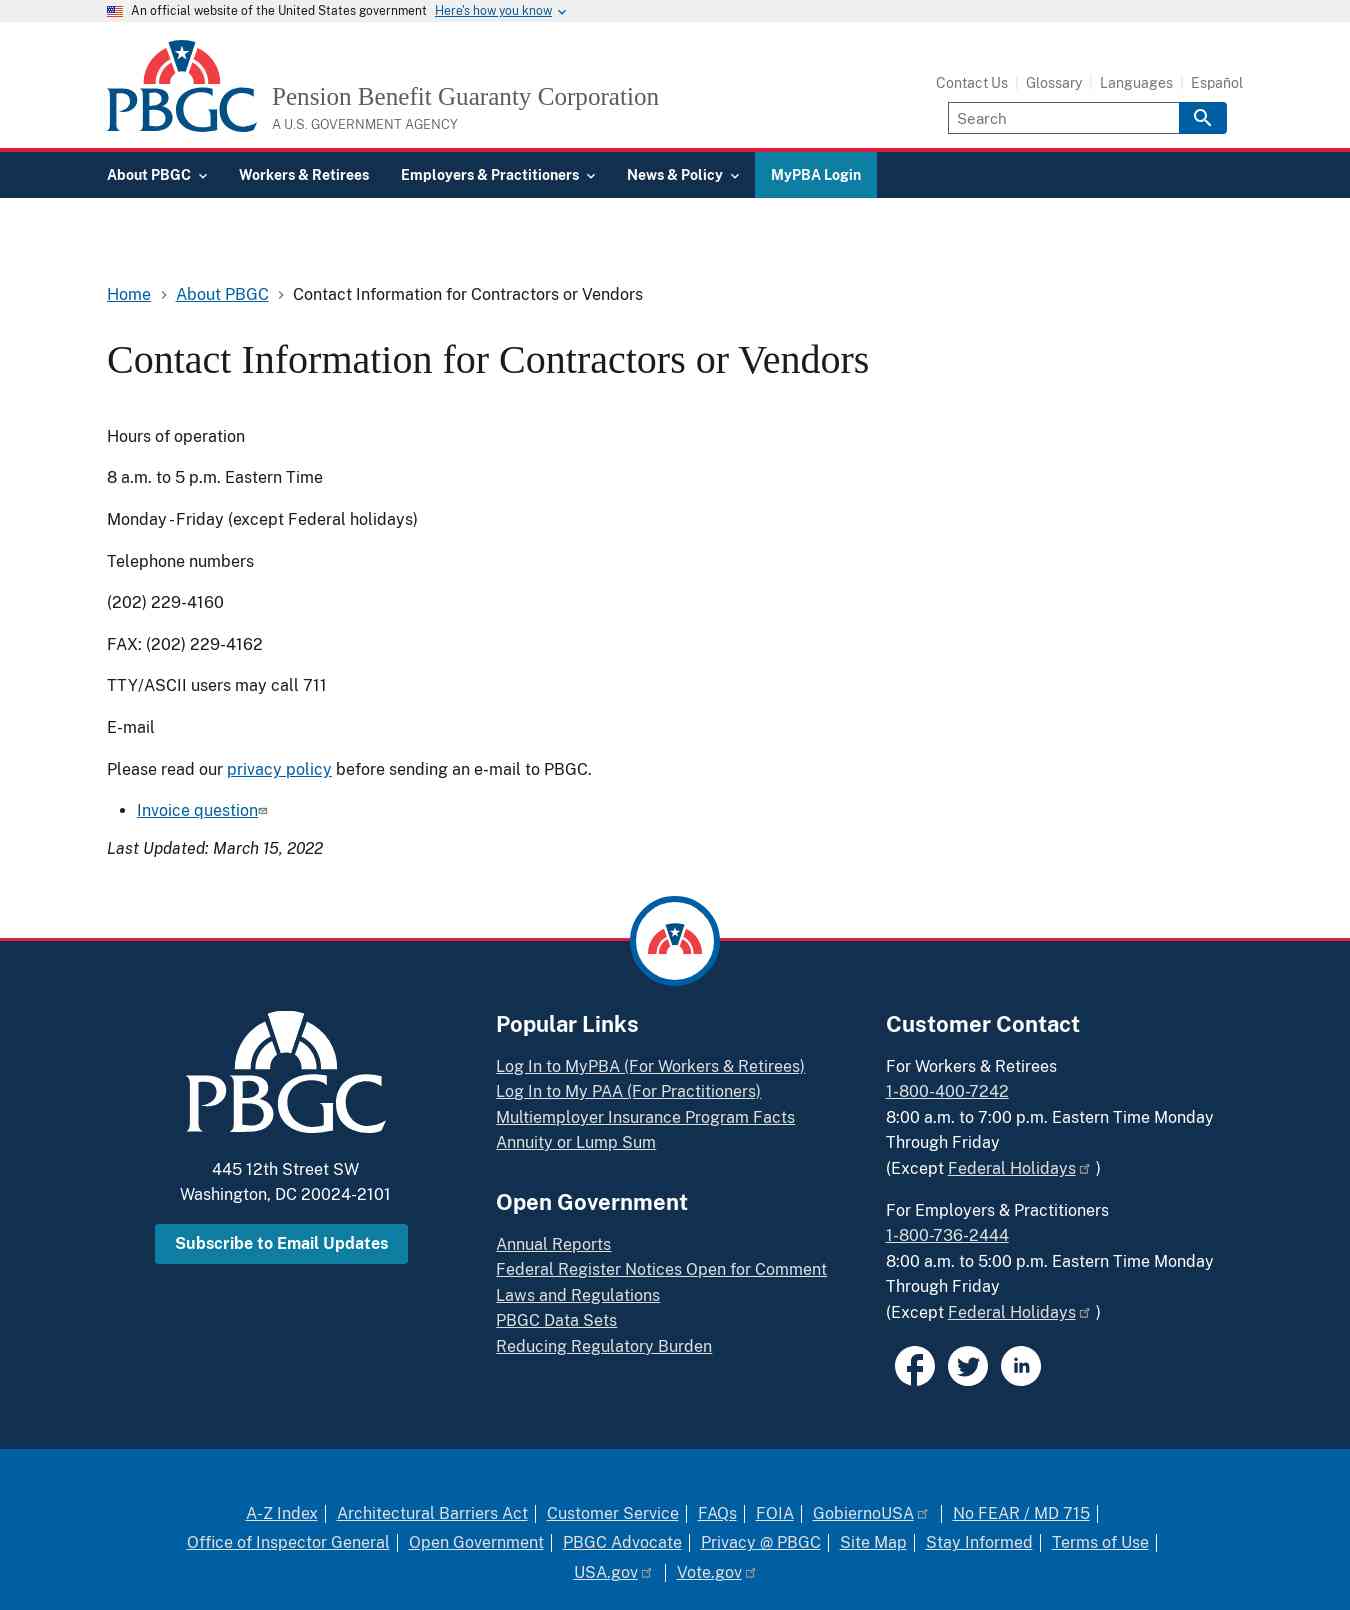 An official website of the United States government Here's how you know
PBGC
Pension Benefit Guaranty Corporation
A U.S. GOVERNMENT AGENCY
Contact Us | Glossary | Languages | Español
Search
About PBGC Workers & Retirees Employers & Practitioners News & Policy MyPBA Login
Home > About PBGC > Contact Information for Contractors or Vendors
Contact Information for Contractors or Vendors
Hours of operation
8 a.m. to 5 p.m. Eastern Time
Monday - Friday (except Federal holidays)
Telephone numbers
(202) 229-4160
FAX: (202) 229-4162
TTY/ASCII users may call 711
E-mail
Please read our privacy policy before sending an e-mail to PBGC.
• Invoice question
Last Updated: March 15, 2022
PBGC
445 12th Street SW
Washington, DC 20024-2101
Subscribe to Email Updates
Popular Links
Log In to MyPBA (For Workers & Retirees)
Log In to My PAA (For Practitioners)
Multiemployer Insurance Program Facts
Annuity or Lump Sum
Open Government
Annual Reports
Federal Register Notices Open for Comment
Laws and Regulations
PBGC Data Sets
Reducing Regulatory Burden
Customer Contact
For Workers & Retirees
1-800-400-7242
8:00 a.m. to 7:00 p.m. Eastern Time Monday
Through Friday
(Except Federal Holidays )
For Employers & Practitioners
1-800-736-2444
8:00 a.m. to 5:00 p.m. Eastern Time Monday
Through Friday
(Except Federal Holidays )
A-Z Index | Architectural Barriers Act | Customer Service | FAQs | FOIA | GobiernoUSA | No FEAR / MD 715 |
Office of Inspector General | Open Government | PBGC Advocate | Privacy @ PBGC | Site Map | Stay Informed | Terms of Use |
USA.gov | Vote.gov